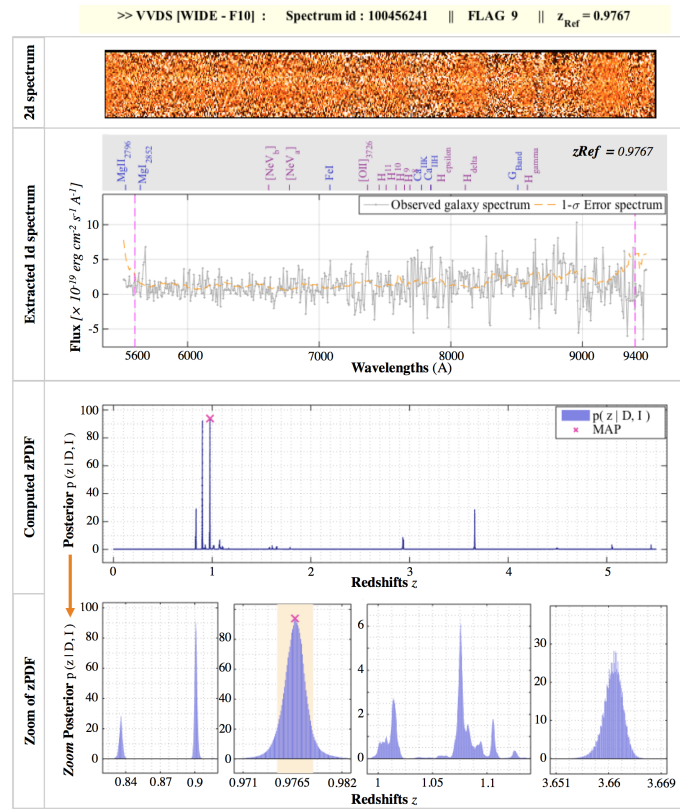 >> VVDS [WIDE - F10] : Spectrum id : 100456241 || FLAG 9 || zRef = 0.9767
2d spectrum
Extracted 1d spectrum
MgII2796
MgI2852
[NeVb]
[NeVa]
FeI
[OII]3726
H11
H10
H9
CaIIK
CaIIH
Hepsilon
Hdelta
GBand
Hgamma
zRef = 0.9767
Observed galaxy spectrum
1-σ Error spectrum
Flux [× 10-19 erg cm-2 s-1 A-1]
10
5
0
-5
5600 6000 7000 8000 9000 9400
Wavelengths (A)
Computed zPDF
Posterior p (z | D, I)
100
80
60
40
20
0
p( z | D, I )
MAP
0 1 2 3 4 5
Redshifts z
Zoom of zPDF
Zoom Posterior p (z | D, I)
100
80
60
40
20
0
0.84 0.87 0.9
80
60
40
20
0
0.971 0.9765 0.982
6
4
2
0
1 1.05 1.1
30
20
10
0
3.651 3.66 3.669
Redshifts z